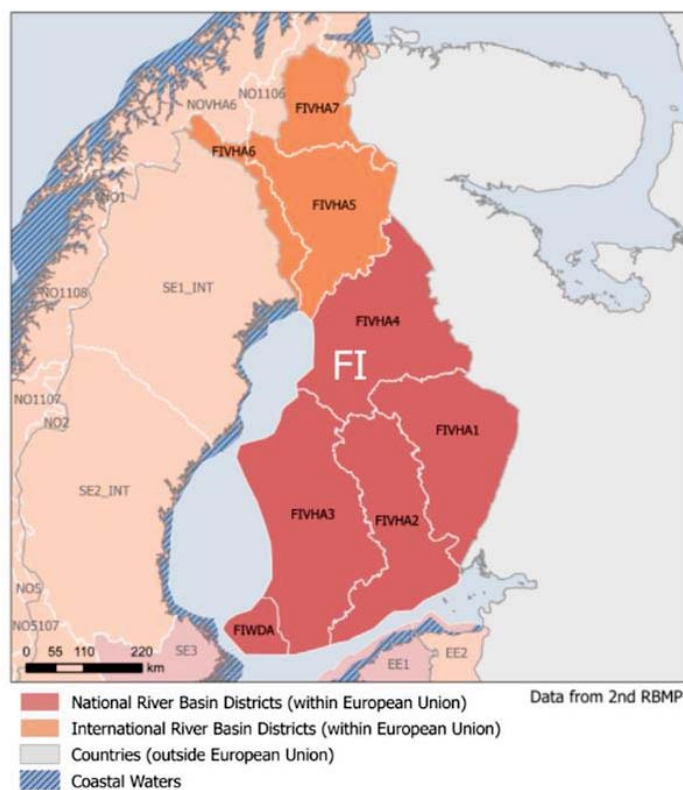 NO1106
FIVHA7
NOVHA6
FIVHA6
FIVHA5
NO1
SE1_INT
NO1108
FIVHA4
FI
NO1107
NO2
FIVHA1
SE2_INT
FIVHA3
FIVHA2
NO5
NO5107
FIWDA
SE3
EE1
EE2
0 55 110 220
km
National River Basin Districts (within European Union)
Data from 2nd RBMP
International River Basin Districts (within European Union)
Countries (outside European Union)
Coastal Waters